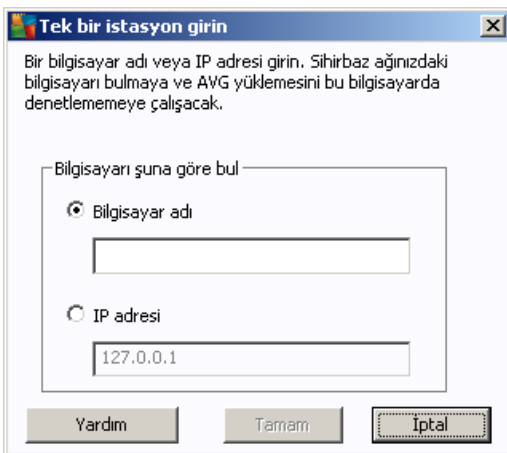 Tek bir istasyon girin
Bir bilgisayar adı veya IP adresi girin. Sihirbaz ağınızdaki
bilgisayarı bulmaya ve AVG yüklemesini bu bilgisayarda
denetlememeye çalışacak.
Bilgisayarı şuna göre bul
Bilgisayar adı
IP adresi
127.0.0.1
Yardım Tamam İptal